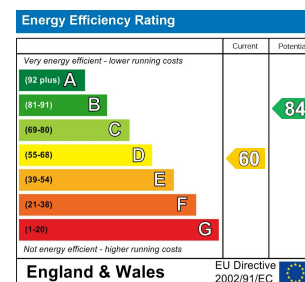 Energy Efficiency Rating
Current
Potentia
Very energy efficient - lower running costs
(92 plus) A
(81-91) B
84
(69-80) C
(55-68) D
60
(39-54) E
(21-38) F
(1-20) G
Not energy efficient - higher running costs
England & Wales
EU Directive
2002/91/EC